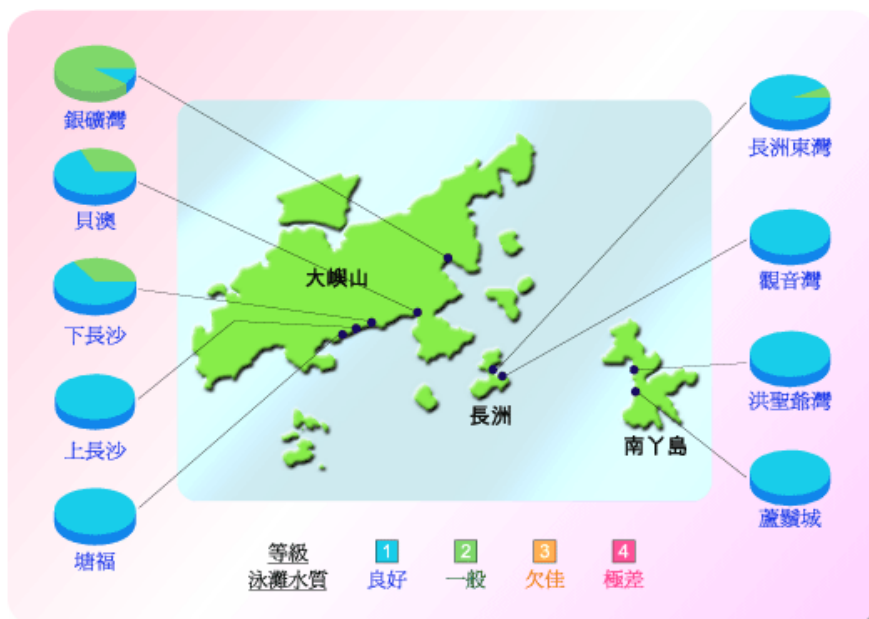 銀礦灣
貝澳
下長沙
上長沙
塘福
大嶼山
長洲
南丫島
長洲東灣
觀音灣
洪聖爺灣
蘆鬚城
等級 1 2 3 4
泳灘水質 良好 一般 欠佳 極差